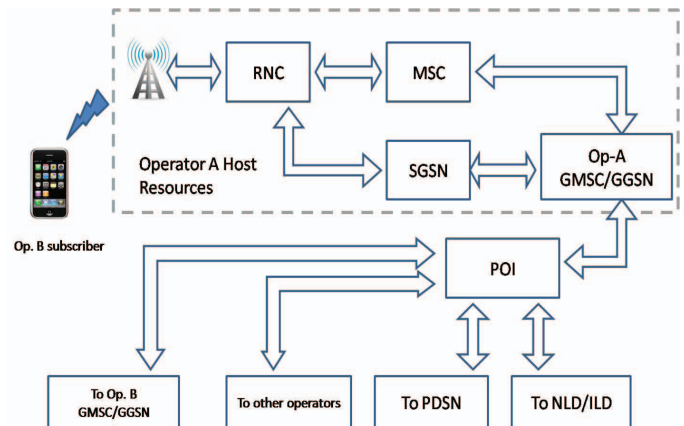 RNC
MSC
Operator A Host
Resources
SGSN
Op-A
GMSC/GGSN
Op. B subscriber
POI
To Op. B
GMSC/GGSN
To other operators
To PDSN
To NLD/ILD